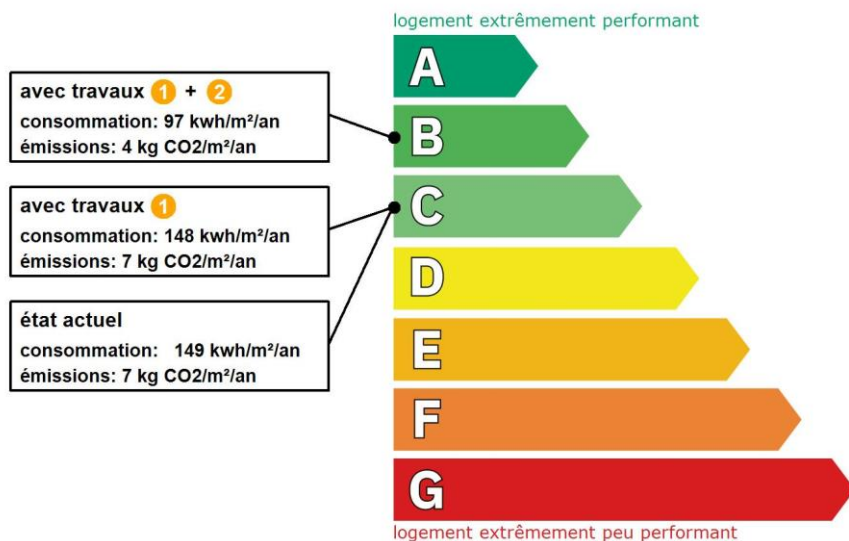 logement extrêmement performant
A
avec travaux 1 + 2
consommation: 97 kwh/m²/an
émissions: 4 kg CO2/m²/an
B
avec travaux 1
consommation: 148 kwh/m²/an
émissions: 7 kg CO2/m²/an
C
état actuel
consommation: 149 kwh/m²/an
émissions: 7 kg CO2/m²/an
D
E
F
G
logement extrêmement peu performant